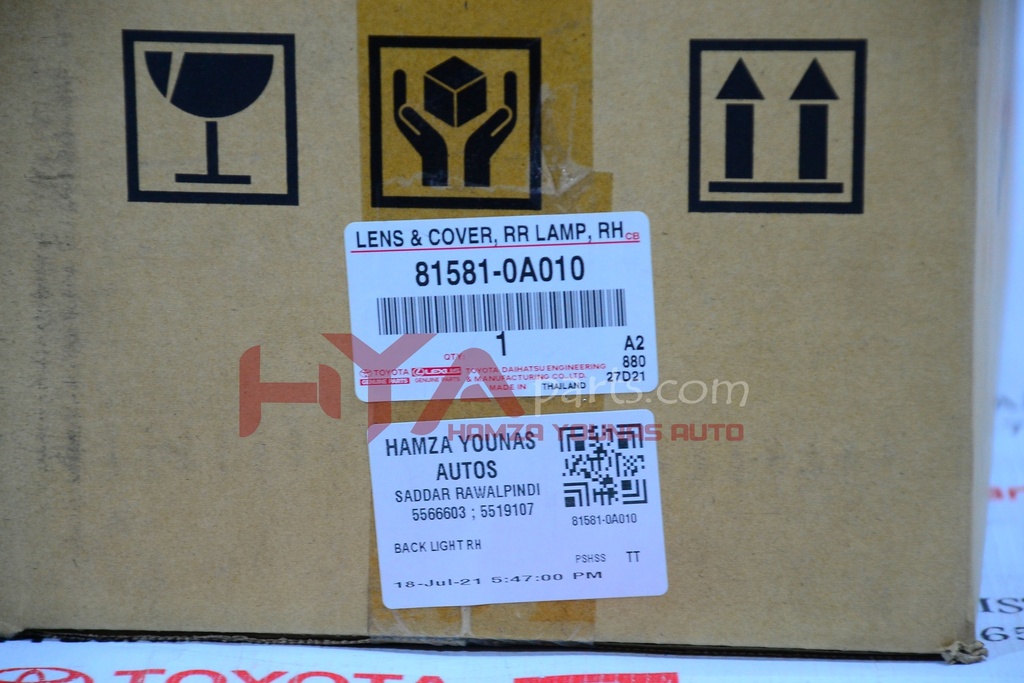 LENS & COVER, RR LAMP, RH CB
81581-0A010
QTY. 1
A2
880
27D21
TOYOTA LEXUS
GENUINE PARTS GENUINE PARTS
TOYOTA DAIHATSU ENGINEERING
& MANUFACTURING CO.,LTD.
MADE IN THAILAND
HYA parts.com
HAMZA YOUNAS AUTO
HAMZA YOUNAS
AUTOS
SADDAR RAWALPINDI
5566603 ; 5519107
81581-0A010
BACK LIGHT RH
PSHSS TT
18-Jul-21 5:47:00 PM
TOYOTA